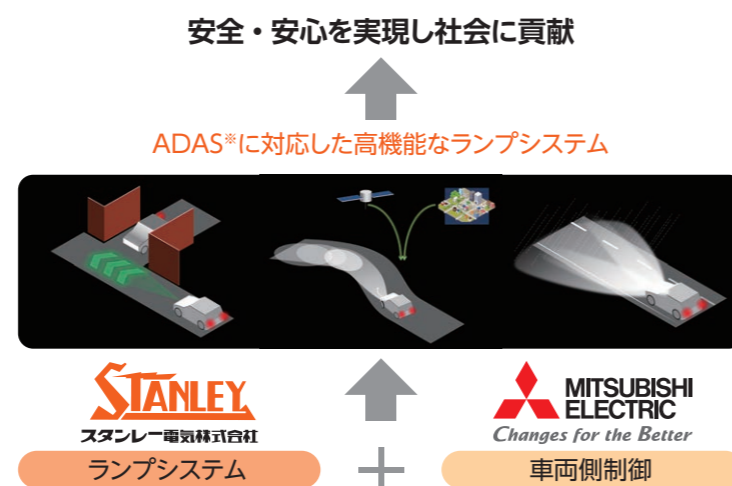 安全・安心を実現し社会に貢献
ADAS※に対応した高機能なランプシステム
STANLEY
スタンレー電気株式会社
MITSUBISHI
ELECTRIC
Changes for the Better
ランプシステム
+
車両側制御